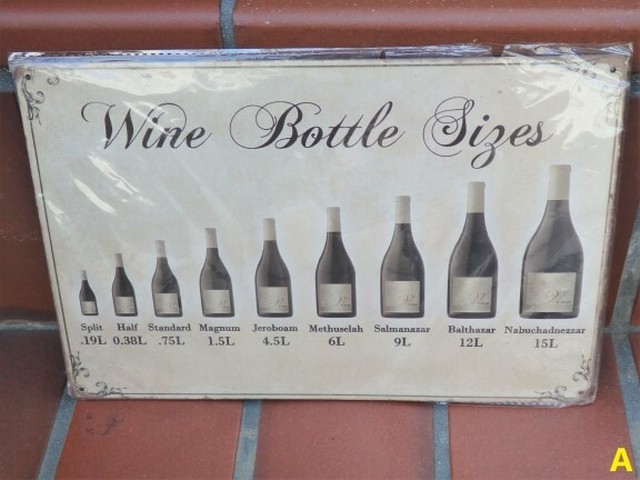 Wine Bottle Sizes
Split Half Standard Magnum Jeroboam Methuselah Salmanazar Balthazar Nabuchadnezzar
.19L 0.38L .75L 1.5L 4.5L 6L 9L 12L 15L
A